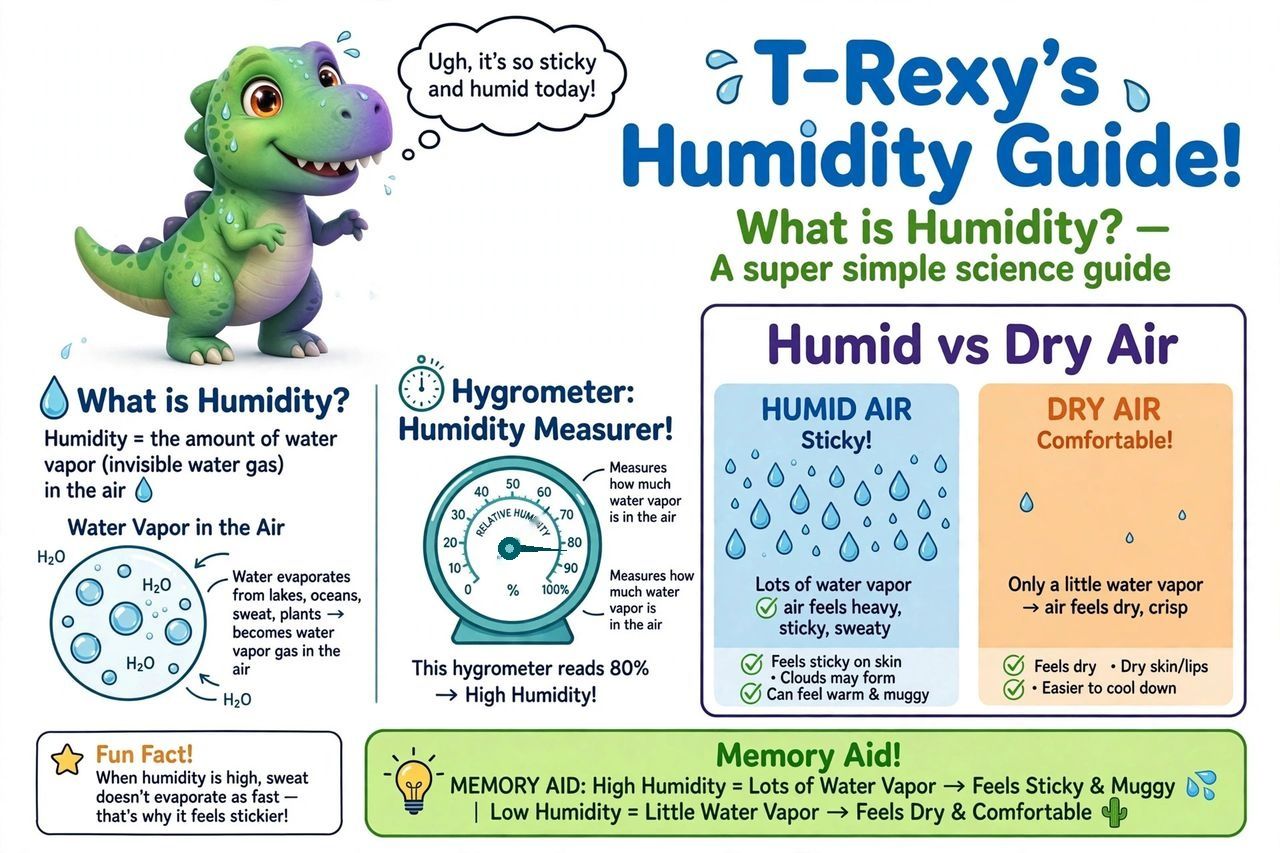 Ugh, it's so sticky
and humid today!
T-Rexy's
Humidity Guide!
What is Humidity? —
A super simple science guide
What is Humidity?
Humidity = the amount of water
vapor (invisible water gas)
in the air
Water Vapor in the Air
H₂O
H₂O
H₂O
H₂O
Water evaporates
from lakes, oceans,
sweat, plants →
becomes water
vapor gas in the
air
Hygrometer:
Humidity Measurer!
0
10
20
30
40
50
60
70
80
90
100%
RELATIVE HUMIDITY
%
Measures
how much
water vapor
is in the air
Measures how
much water
vapor is
in the air
This hygrometer reads 80%
→ High Humidity!
Humid vs Dry Air
HUMID AIR
Sticky!
Lots of water vapor
air feels heavy,
sticky, sweaty
Feels sticky on skin
• Clouds may form
Can feel warm & muggy
DRY AIR
Comfortable!
Only a little water vapor
→ air feels dry, crisp
Feels dry • Dry skin/lips
• Easier to cool down
Fun Fact!
When humidity is high, sweat
doesn't evaporate as fast —
that's why it feels stickier!
Memory Aid!
MEMORY AID: High Humidity = Lots of Water Vapor → Feels Sticky & Muggy
| Low Humidity = Little Water Vapor → Feels Dry & Comfortable